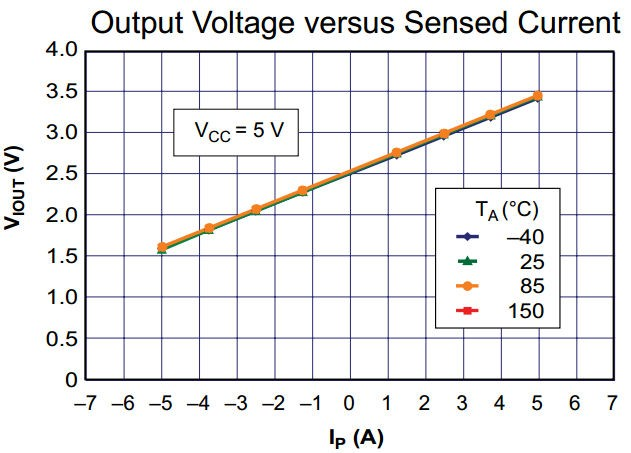 Output Voltage versus Sensed Current
4.0
3.5
3.0
2.5
2.0
1.5
1.0
0.5
0
VIOUT (V)
VCC = 5 V
TA (°C)
–40
25
85
150
–7 –6 –5 –4 –3 –2 –1 0 1 2 3 4 5 6 7
IP (A)